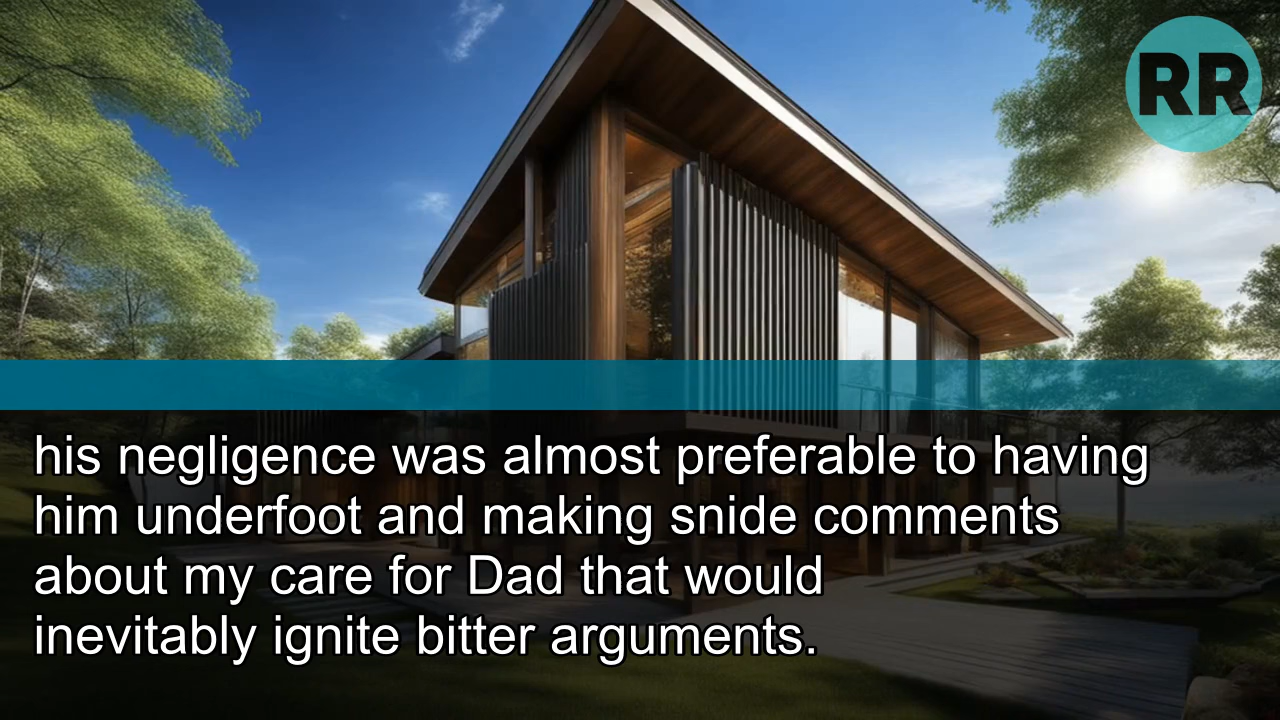 RR
his negligence was almost preferable to having
him underfoot and making snide comments
about my care for Dad that would
inevitably ignite bitter arguments.